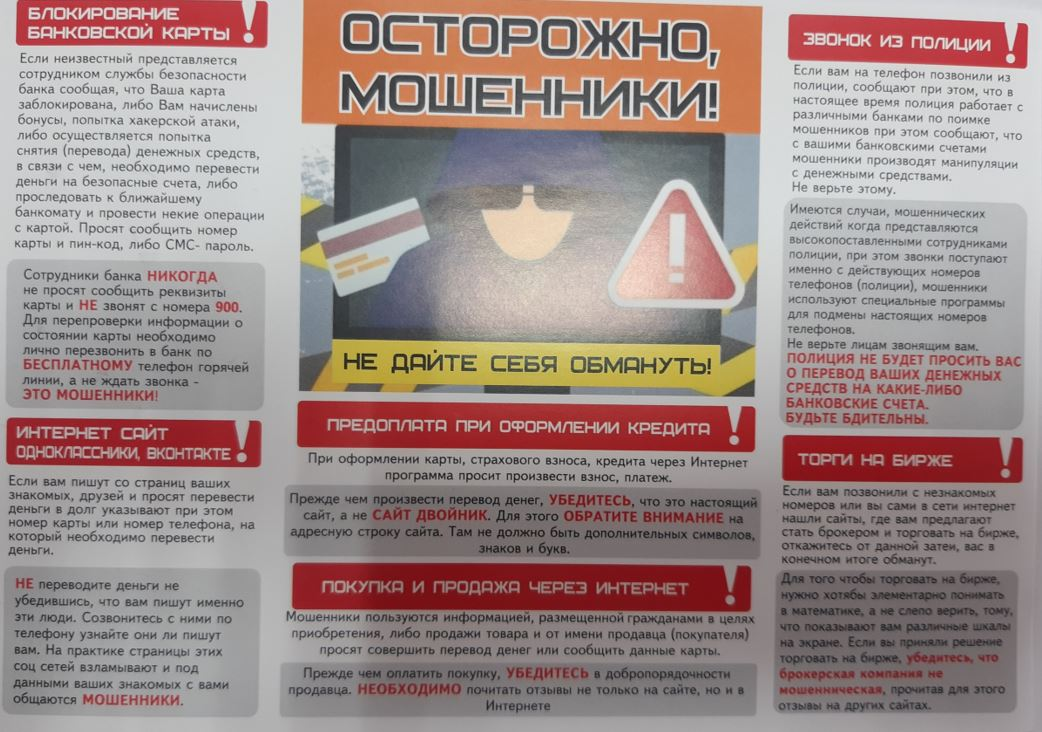 БЛОКИРОВАНИЕ
БАНКОВСКОЙ КАРТЫ !
Если неизвестный представляется
сотрудником службы безопасности
банка сообщая, что Ваша карта
заблокирована, либо Вам начислены
бонусы, попытка хакерской атаки,
либо осуществляется попытка
снятия (перевода) денежных средств,
в связи с чем, необходимо перевести
деньги на безопасные счета, либо
проследовать к ближайшему
банкомату и провести некие операции
с картой. Просят сообщить номер
карты и пин-код, либо СМС- пароль.
Сотрудники банка НИКОГДА
не просят сообщить реквизиты
карты и НЕ звонят с номера 900.
Для перепроверки информации о
состоянии карты необходимо
лично перезвонить в банк по
БЕСПЛАТНОМУ телефон горячей
линии, а не ждать звонка -
ЭТО МОШЕННИКИ!
ИНТЕРНЕТ САЙТ
ОДНОКЛАССНИКИ, ВКОНТАКТЕ !
Если вам пишут со страниц ваших
знакомых, друзей и просят перевести
деньги в долг указывают при этом
номер карты или номер телефона, на
который необходимо перевести
деньги.
НЕ переводите деньги не
убедившись, что вам пишут именно
эти люди. Созвонитесь с ними по
телефону узнайте они ли пишут
вам. На практике страницы этих
соц сетей взламывают и под
данными ваших знакомых с вами
общаются МОШЕННИКИ.
ОСТОРОЖНО,
МОШЕННИКИ!
!
НЕ ДАЙТЕ СЕБЯ ОБМАНУТЬ!
ПРЕДОПЛАТА ПРИ ОФОРМЛЕНИИ КРЕДИТА !
При оформлении карты, страхового взноса, кредита через Интернет
программа просит произвести взнос, платеж.
Прежде чем произвести перевод денег, УБЕДИТЕСЬ, что это настоящий
сайт, а не САЙТ ДВОЙНИК. Для этого ОБРАТИТЕ ВНИМАНИЕ на
адресную строку сайта. Там не должно быть дополнительных символов,
знаков и букв.
ПОКУПКА И ПРОДАЖА ЧЕРЕЗ ИНТЕРНЕТ !
Мошенники пользуются информацией, размещенной гражданами в целях
приобретения, либо продажи товара и от имени продавца (покупателя)
просят совершить перевод денег или сообщить данные карты.
Прежде чем оплатить покупку, УБЕДИТЕСЬ в добропорядочности
продавца. НЕОБХОДИМО почитать отзывы не только на сайте, но и в
Интернете
ЗВОНОК ИЗ ПОЛИЦИИ !
Если вам на телефон позвонили из
полиции, сообщают при этом, что в
настоящее время полиция работает с
различными банками по поимке
мошенников при этом сообщают, что
с вашими банковскими счетами
мошенники производят манипуляции
с денежными средствами.
Не верьте этому.
Имеются случаи, мошеннических
действий когда представляются
высокопоставленными сотрудниками
полиции, при этом звонки поступают
именно с действующих номеров
телефонов (полиции), мошенники
используют специальные программы
для подмены настоящих номеров
телефонов.
Не верьте лицам звонящим вам.
ПОЛИЦИЯ НЕ БУДЕТ ПРОСИТЬ ВАС
О ПЕРЕВОД ВАШИХ ДЕНЕЖНЫХ
СРЕДСТВ НА КАКИЕ-ЛИБО
БАНКОВСКИЕ СЧЕТА.
БУДЬТЕ БДИТЕЛЬНЫ.
ТОРГИ НА БИРЖЕ !
Если вам позвонили с незнакомых
номеров или вы сами в сети интернет
нашли сайты, где вам предлагают
стать брокером и торговать на бирже,
откажитесь от данной затеи, вас в
конечном итоге обманут.
Для того чтобы торговать на бирже,
нужно хотябы элементарно понимать
в математике, а не слепо верить, тому,
что показывают вам различные шкалы
на экране. Если вы приняли решение
торговать на бирже, убедитесь, что
брокерская компания не
мошенническая, прочитав для этого
отзывы на других сайтах.